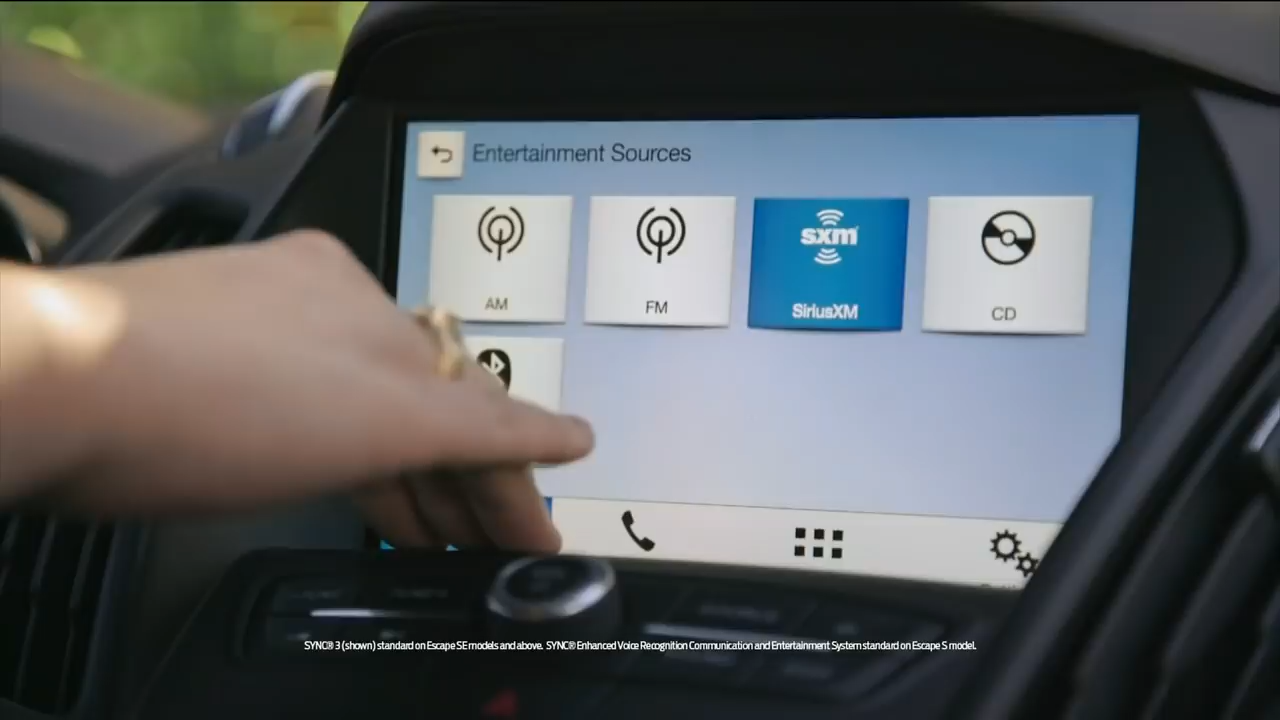 Entertainment Sources
sxm
AM
FM
SiriusXM
CD
SYNC® 3 (shown) standard on Escape SE models and above. SYNC® Enhanced Voice Recognition Communication and Entertainment System standard on Escape S model.